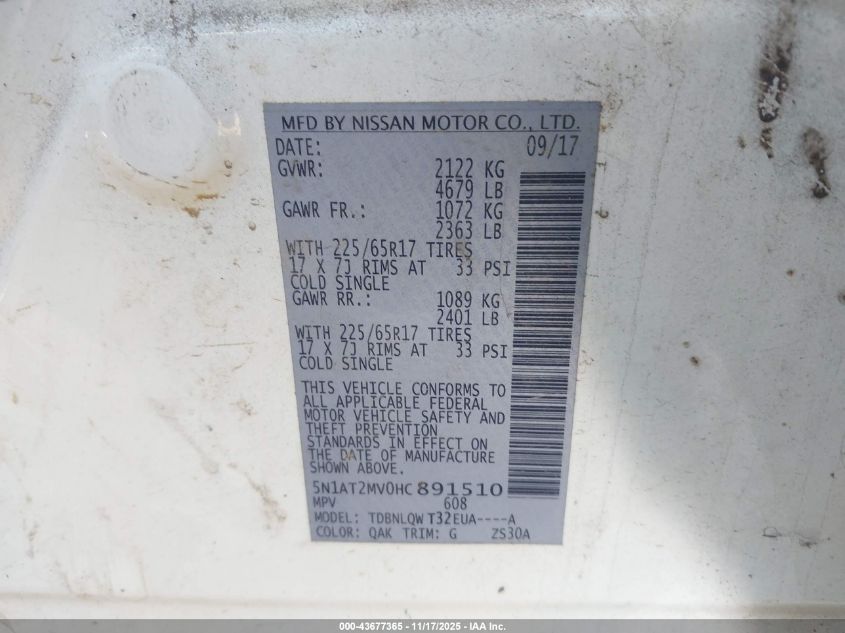 MFD BY NISSAN MOTOR CO., LTD.
DATE: 09/17
GVWR: 2122 KG
4679 LB
GAWR FR.: 1072 KG
2363 LB
WITH 225/65R17 TIRES
17 X 7J RIMS AT 33 PSI
COLD SINGLE
GAWR RR.: 1089 KG
2401 LB
WITH 225/65R17 TIRES
17 X 7J RIMS AT 33 PSI
COLD SINGLE
THIS VEHICLE CONFORMS TO
ALL APPLICABLE FEDERAL
MOTOR VEHICLE SAFETY AND
THEFT PREVENTION
STANDARDS IN EFFECT ON
THE DATE OF MANUFACTURE
SHOWN ABOVE.
5N1AT2MV0HC891510
MPV 608
MODEL: TDBNLQW T32EUA----A
COLOR: QAK TRIM: G ZS30A
000-43677365 - 11/17/2025 - IAA Inc.